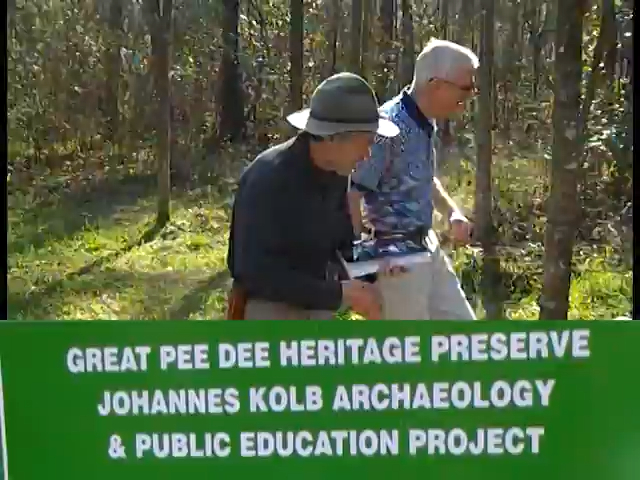 GREAT PEE DEE HERITAGE PRESERVE
JOHANNES KOLB ARCHAEOLOGY
& PUBLIC EDUCATION PROJECT